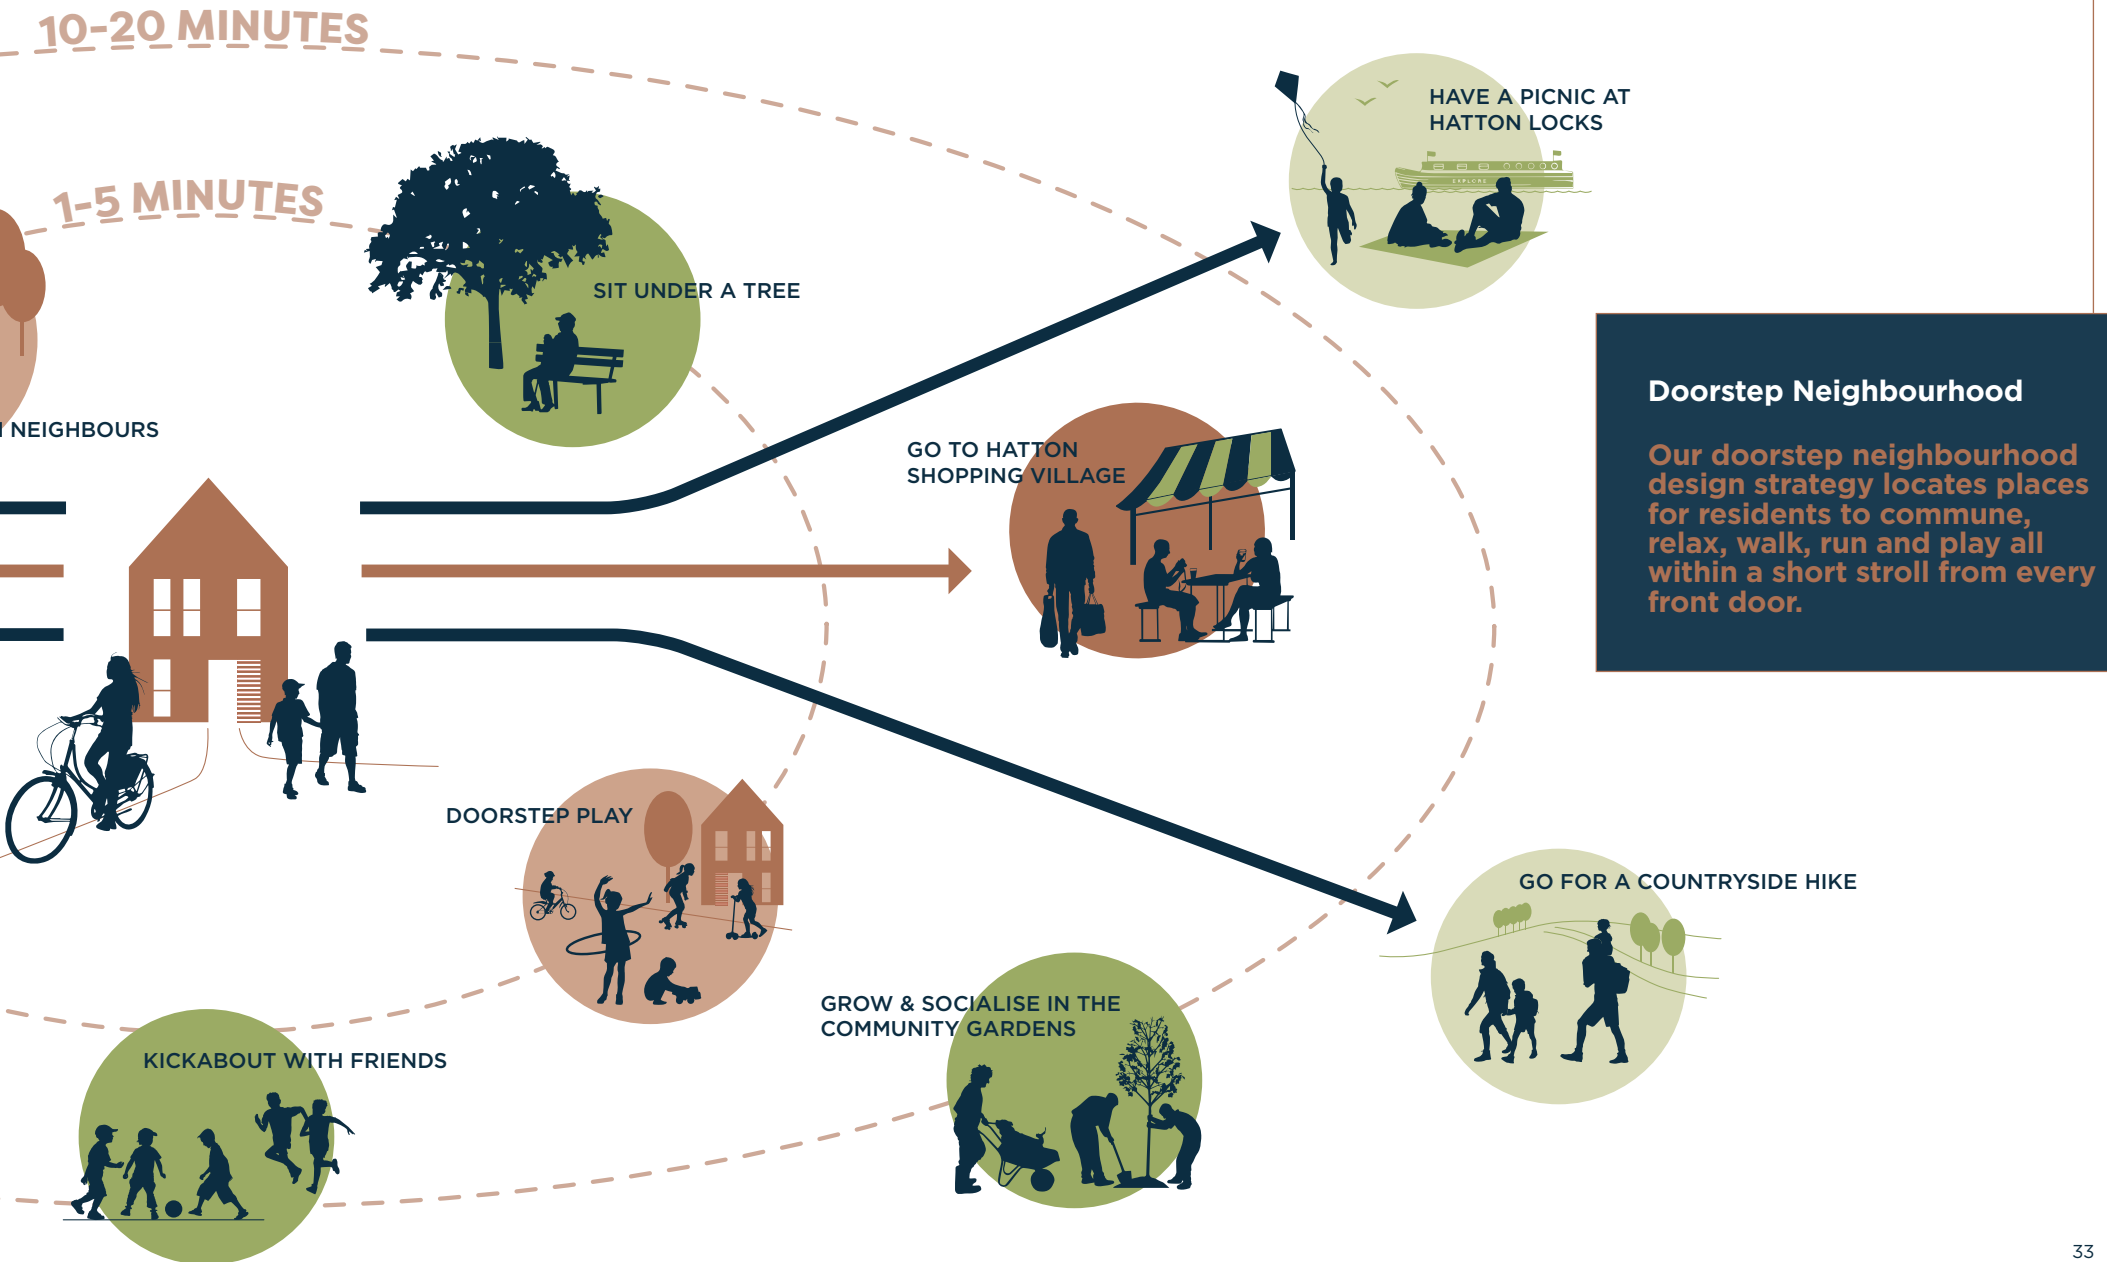 10-20 MINUTES
1-5 MINUTES
HAVE A PICNIC AT
HATTON LOCKS
EXPLORE
SIT UNDER A TREE
NEIGHBOURS
GO TO HATTON
SHOPPING VILLAGE
Doorstep Neighbourhood
Our doorstep neighbourhood
design strategy locates places
for residents to commune,
relax, walk, run and play all
within a short stroll from every
front door.
DOORSTEP PLAY
GO FOR A COUNTRYSIDE HIKE
GROW & SOCIALISE IN THE
COMMUNITY GARDENS
KICKABOUT WITH FRIENDS
33